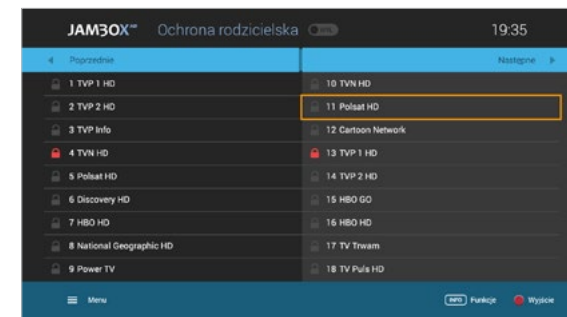 JAMBOX Ochrona rodzicielska 19:35
Poprzednie Następne
1 TVP 1 HD
2 TVP 2 HD
3 TVP Info
4 TVN HD
5 Polsat HD
6 Discovery HD
7 HBO HD
8 National Geographic HD
9 Power TV
10 TVN HD
11 Polsat HD
12 Cartoon Network
13 TVP 1 HD
14 TVP 2 HD
15 HBO GO
16 HBO HD
17 TV Trwam
18 TV Puls HD
Menu INFO Funkcje Wyjście